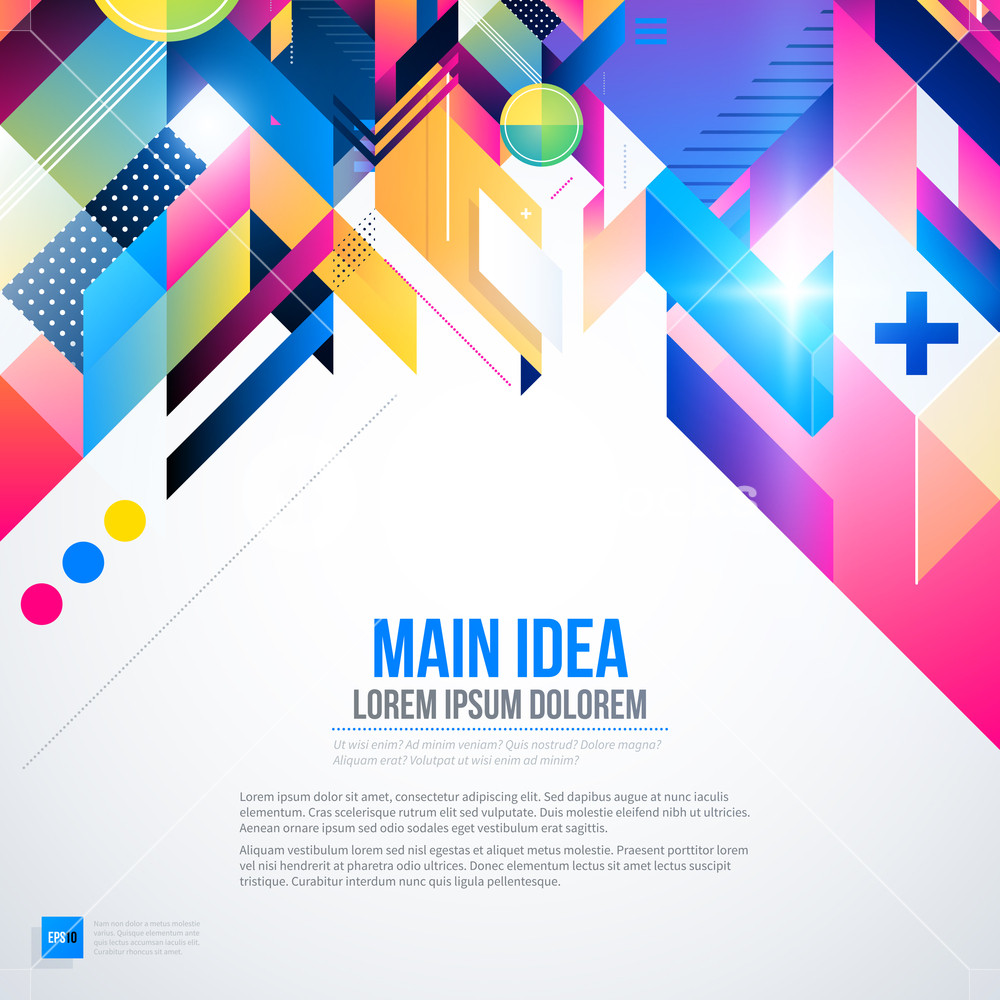 MAIN IDEA
LOREM IPSUM DOLOREM
Ut wisi enim? Ad minim veniam? Quis nostrud? Dolore magna?
Aliquam erat? Volutpat ut wisi enim ad minim?
Lorem ipsum dolor sit amet, consectetur adipiscing elit. Sed dapibus augue at nunc iaculis
elementum. Cras scelerisque rutrum elit sed vulputate. Duis molestie eleifend nibh ut ultricies.
Aenean ornare ipsum sed odio sodales eget vestibulum erat sagittis.
Aliquam vestibulum lorem sed nisl egestas et aliquet metus molestie. Praesent porttitor lorem
vel nisi hendrerit at pharetra odio ultrices. Donec elementum lectus sit amet lectus suscipit
tristique. Curabitur interdum nunc quis ligula pellentesque.
EPS10
Nam non dolor a metus molestie
varius. Quisque elementum ante
quis lectus accumsan iaculis elit.
Curabitur rhoncus sit amet.